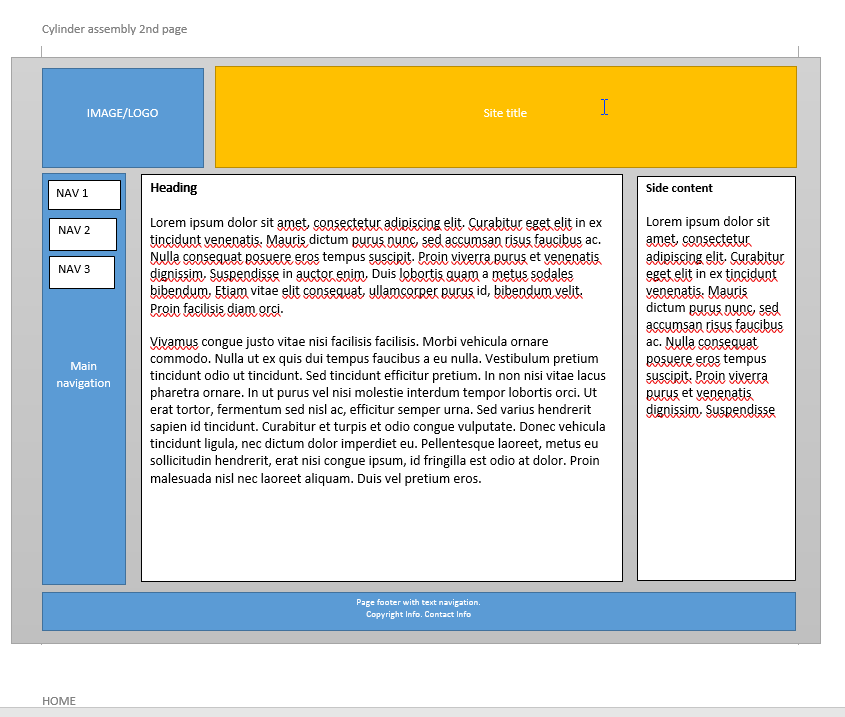 Cylinder assembly 2nd page
IMAGE/LOGO
Site title
NAV 1
NAV 2
NAV 3
Main
navigation
Heading
Lorem ipsum dolor sit amet, consectetur adipiscing elit. Curabitur eget elit in ex
tincidunt venenatis. Mauris dictum purus nunc, sed accumsan risus faucibus ac.
Nulla consequat posuere eros tempus suscipit. Proin viverra purus et venenatis
dignissim. Suspendisse in auctor enim. Duis lobortis quam a metus sodales
bibendum. Etiam vitae elit consequat, ullamcorper purus id, bibendum velit.
Proin facilisis diam orci.
Vivamus congue justo vitae nisi facilisis facilisis. Morbi vehicula ornare
commodo. Nulla ut ex quis dui tempus faucibus a eu nulla. Vestibulum pretium
tincidunt odio ut tincidunt. Sed tincidunt efficitur pretium. In non nisi vitae lacus
pharetra ornare. In ut purus vel nisi molestie interdum tempor lobortis orci. Ut
erat tortor, fermentum sed nisl ac, efficitur semper urna. Sed varius hendrerit
sapien id tincidunt. Curabitur et turpis et odio congue vulputate. Donec vehicula
tincidunt ligula, nec dictum dolor imperdiet eu. Pellentesque laoreet, metus eu
sollicitudin hendrerit, erat nisi congue ipsum, id fringilla est odio at dolor. Proin
malesuada nisl nec laoreet aliquam. Duis vel pretium eros.
Side content
Lorem ipsum dolor sit
amet, consectetur
adipiscing elit. Curabitur
eget elit in ex tincidunt
venenatis. Mauris
dictum purus nunc, sed
accumsan risus faucibus
ac. Nulla consequat
posuere eros tempus
suscipit. Proin viverra
purus et venenatis
dignissim. Suspendisse
Page footer with text navigation.
Copyright Info. Contact Info
HOME